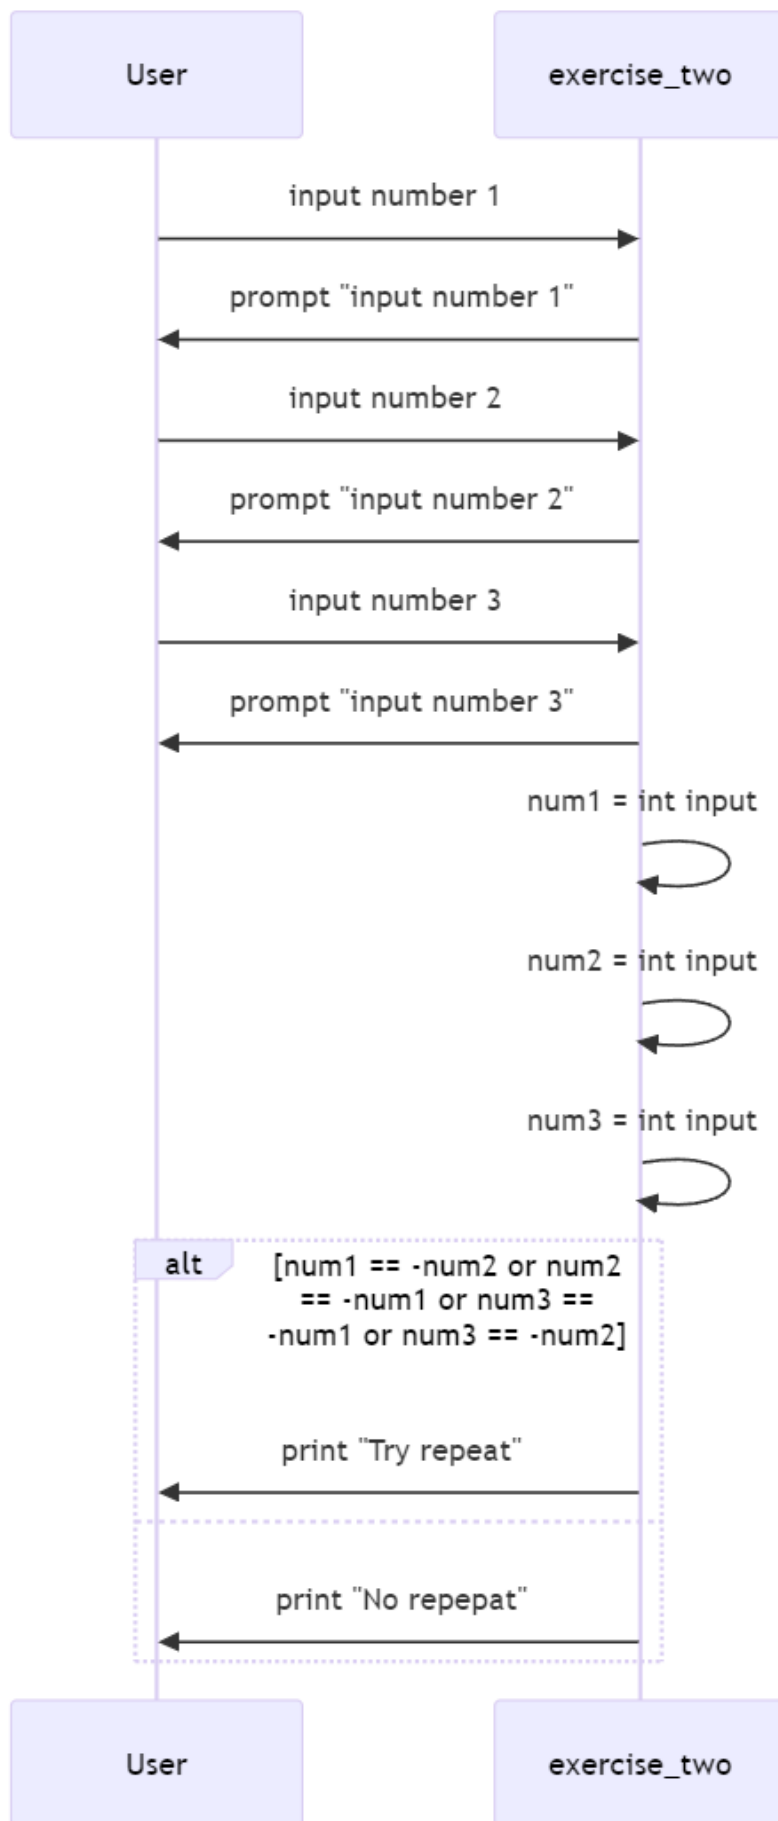 User
exercise_two
input number 1
prompt "input number 1"
input number 2
prompt "input number 2"
input number 3
prompt "input number 3"
num1 = int input
num2 = int input
num3 = int input
alt
[num1 == -num2 or num2
== -num1 or num3 ==
-num1 or num3 == -num2]
print "Try repeat"
print "No repepat"
User
exercise_two